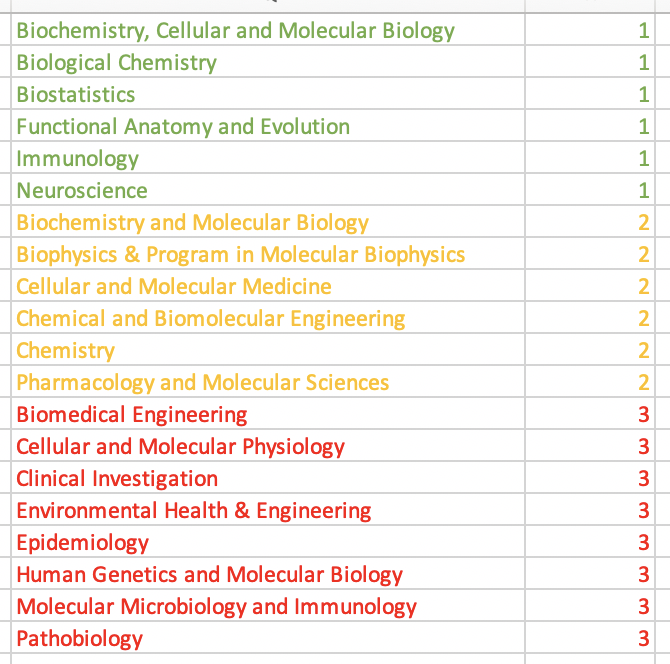 Biochemistry, Cellular and Molecular Biology 1
Biological Chemistry 1
Biostatistics 1
Functional Anatomy and Evolution 1
Immunology 1
Neuroscience 1
Biochemistry and Molecular Biology 2
Biophysics & Program in Molecular Biophysics 2
Cellular and Molecular Medicine 2
Chemical and Biomolecular Engineering 2
Chemistry 2
Pharmacology and Molecular Sciences 2
Biomedical Engineering 3
Cellular and Molecular Physiology 3
Clinical Investigation 3
Environmental Health & Engineering 3
Epidemiology 3
Human Genetics and Molecular Biology 3
Molecular Microbiology and Immunology 3
Pathobiology 3